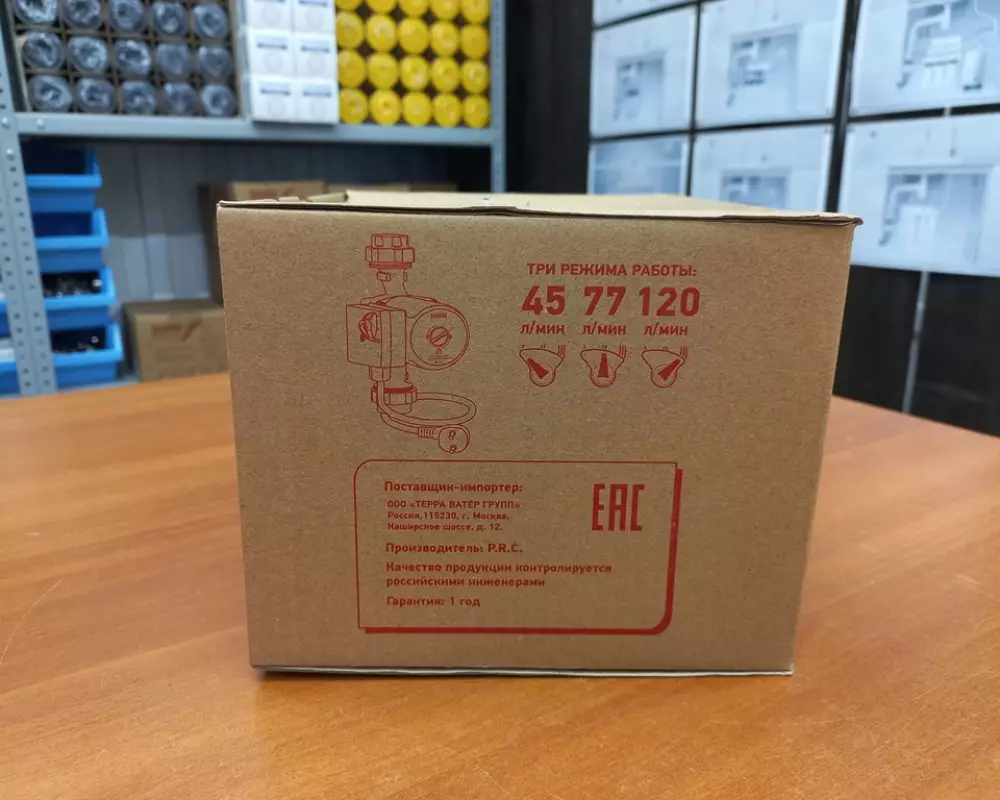 ТРИ РЕЖИМА РАБОТЫ:
45 77 120
л/мин л/мин л/мин
Поставщик-импортер:
ООО «ТЕРРА ВАТЕР ГРУПП»
Россия, 115230, г. Москва,
Каширское шоссе, д. 12.
EAC
Производитель: P.R.C.
Качество продукции контролируется
российскими инженерами
Гарантия: 1 год